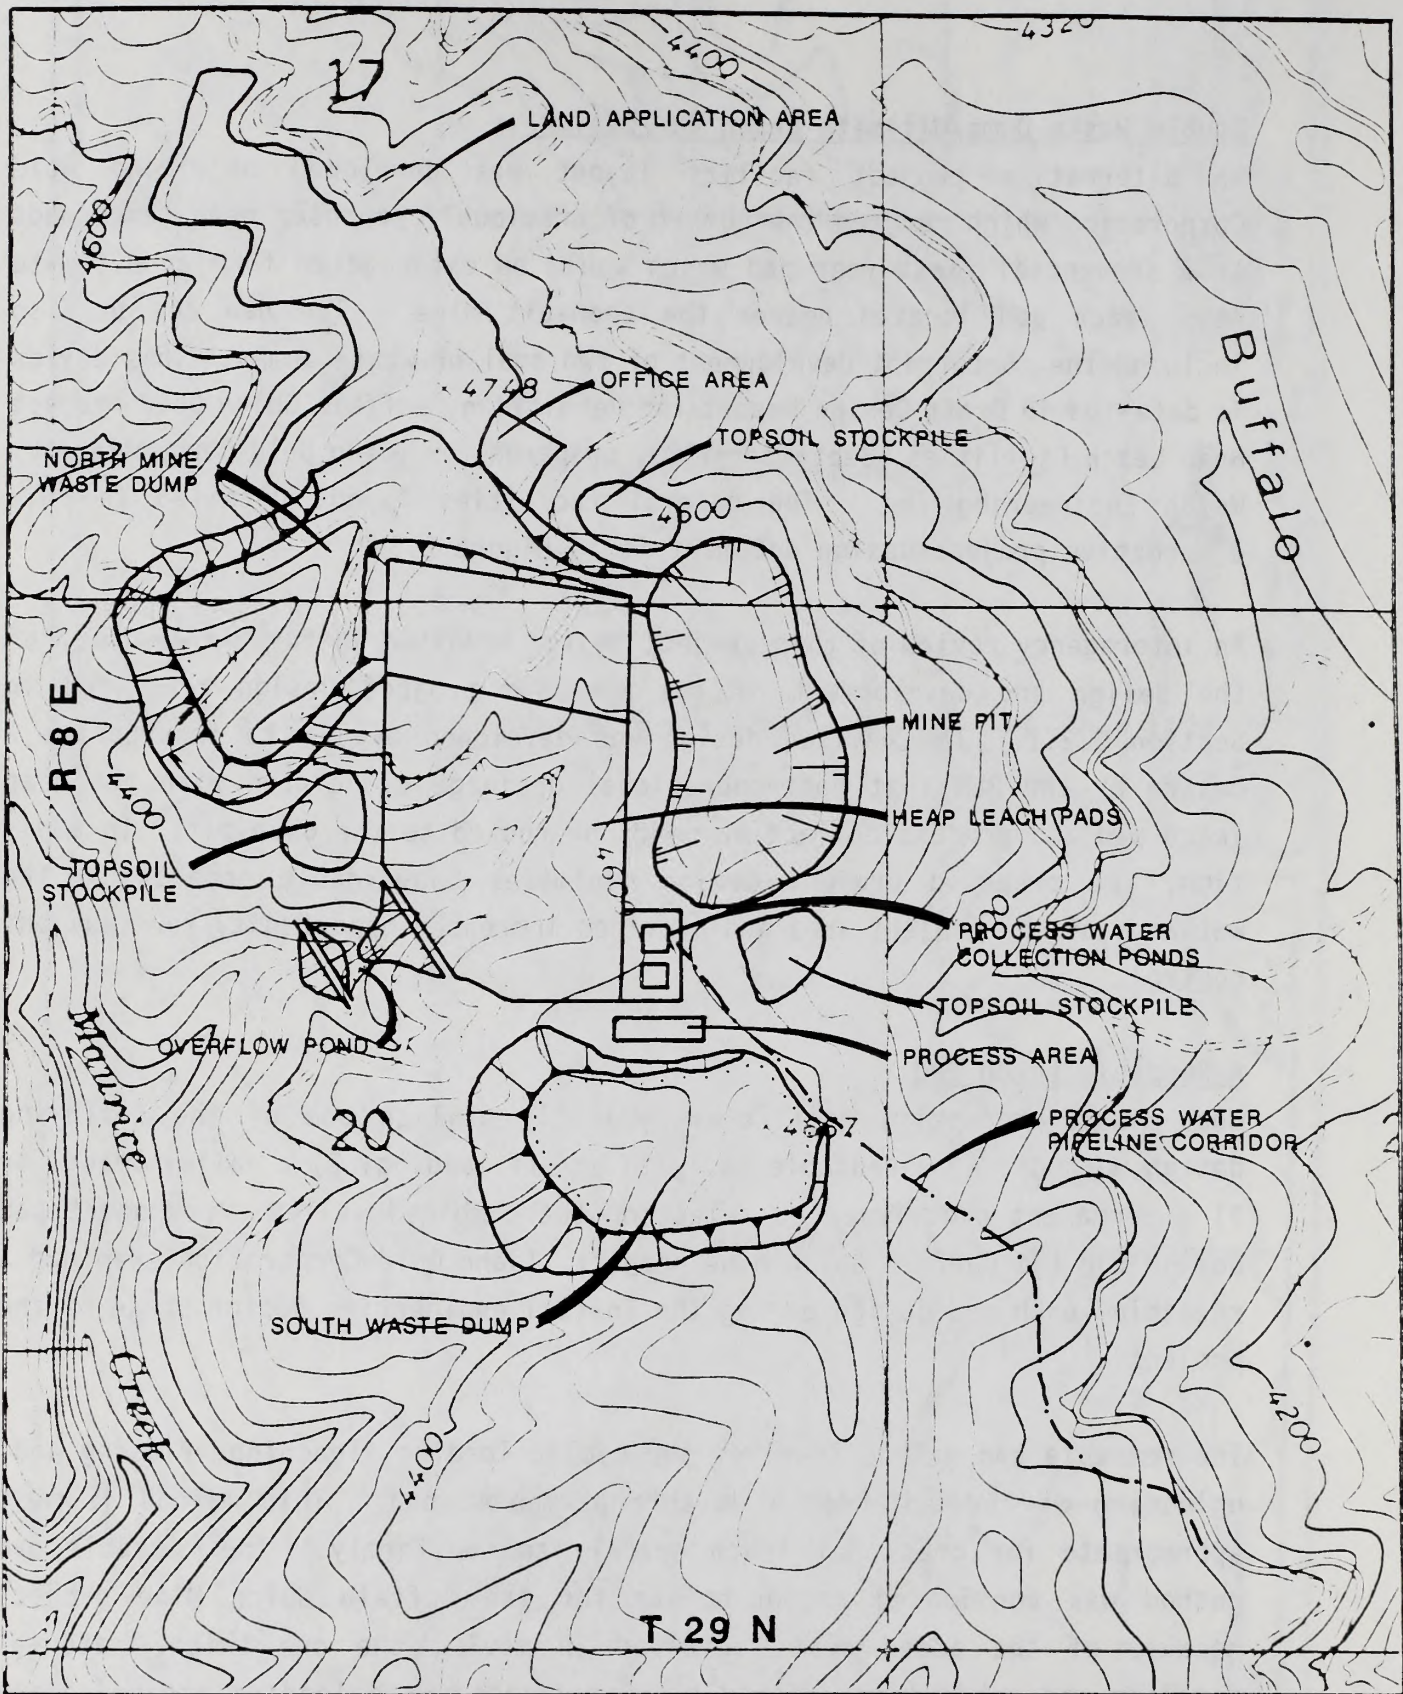 4320
4400
17
LAND APPLICATION AREA
4600
Buffalo
4748
OFFICE AREA
TOPSOIL STOCKPILE
NORTH MINE
WASTE DUMP
4600
R 8 E
MINE PIT
4400
HEAP LEACH PADS
TOPSOIL
STOCKPILE
4600
PROCESS WATER
COLLECTION PONDS
TOPSOIL STOCKPILE
Maurice
OVERFLOW POND
PROCESS AREA
20
4667
PROCESS WATER
PIPELINE CORRIDOR
SOUTH WASTE DUMP
Creek
4200
4400
T 29 N